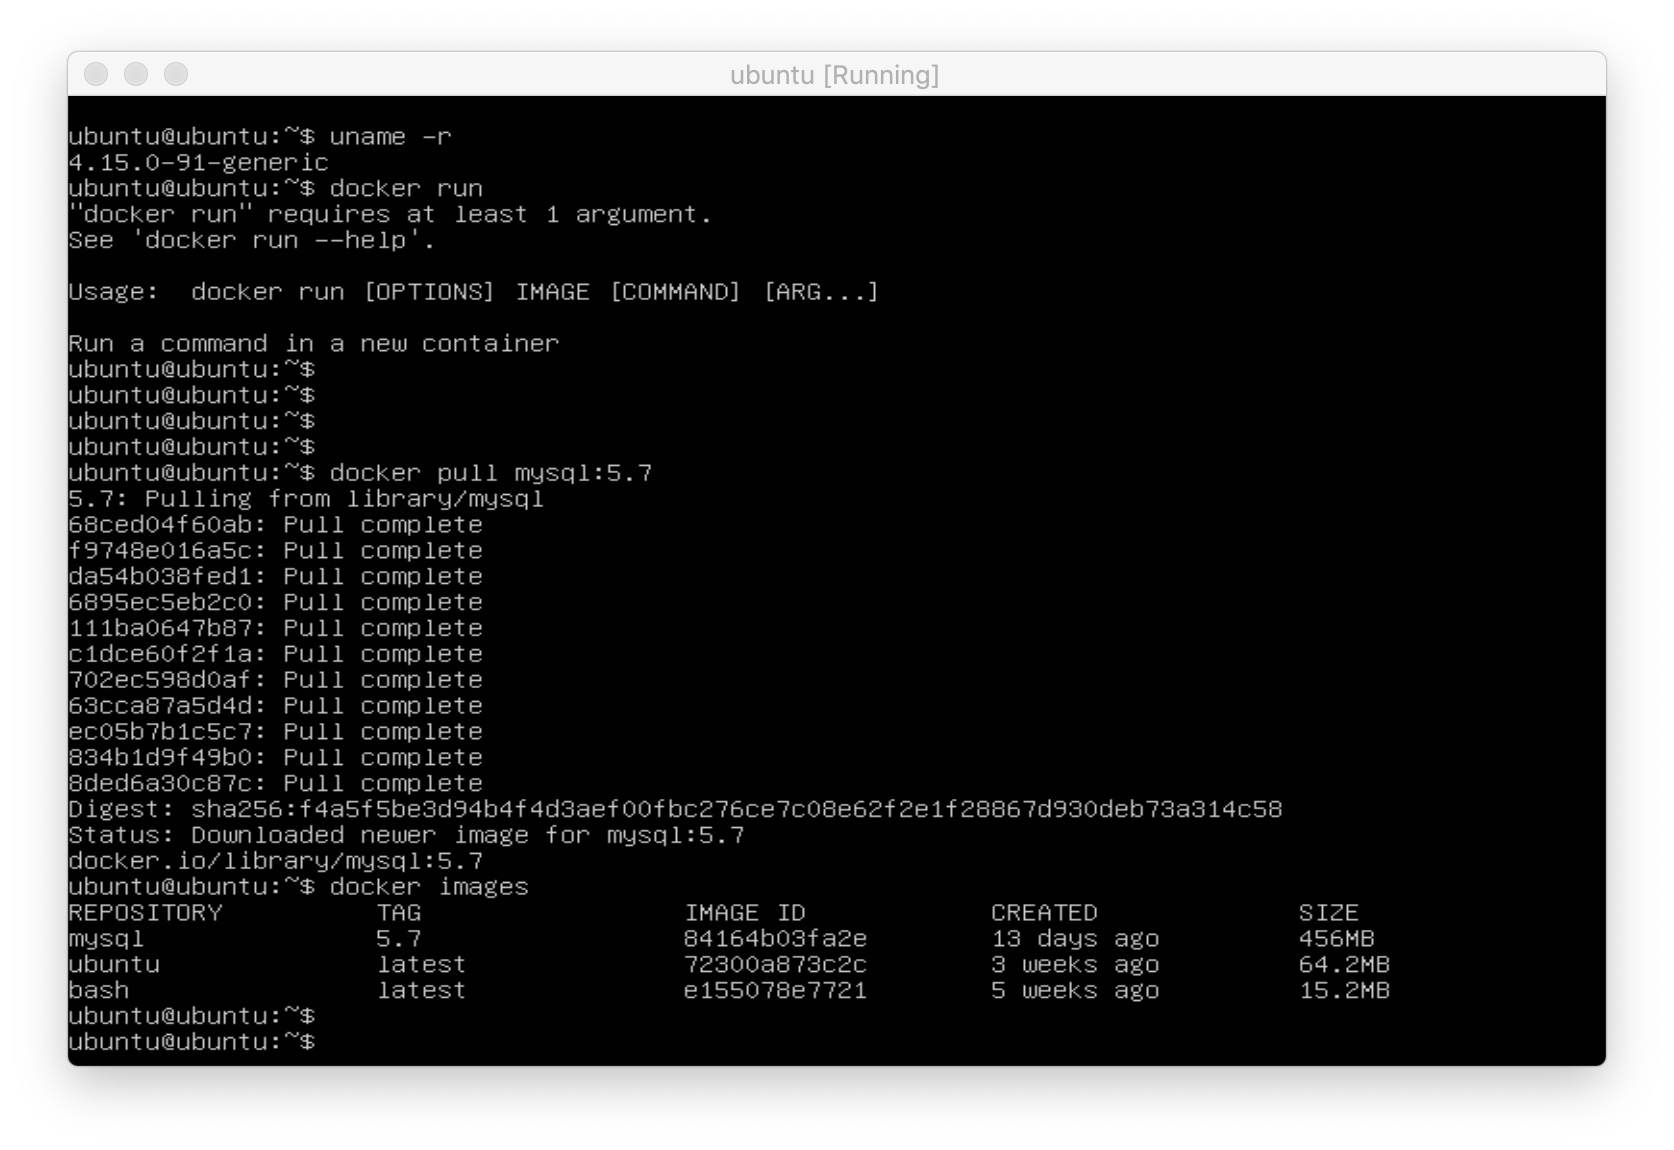 ubuntu [Running]
ubuntu@ubuntu:~$ uname -r
4.15.0-91-generic
ubuntu@ubuntu:~$ docker run
"docker run" requires at least 1 argument.
See 'docker run --help'.
Usage:  docker run [OPTIONS] IMAGE [COMMAND] [ARG...]
Run a command in a new container
ubuntu@ubuntu:~$
ubuntu@ubuntu:~$
ubuntu@ubuntu:~$
ubuntu@ubuntu:~$
ubuntu@ubuntu:~$ docker pull mysql:5.7
5.7: Pulling from library/mysql
68ced04f60ab: Pull complete
f9748e016a5c: Pull complete
da54b038fed1: Pull complete
6895ec5eb2c0: Pull complete
111ba0647b87: Pull complete
c1dce60f2f1a: Pull complete
702ec598d0af: Pull complete
63cca87a5d4d: Pull complete
ec05b7b1c5c7: Pull complete
834b1d9f49b0: Pull complete
8ded6a30c87c: Pull complete
Digest: sha256:f4a5f5be3d94b4f4d3aef00fbc276ce7c08e62f2e1f28867d930deb73a314c58
Status: Downloaded newer image for mysql:5.7
docker.io/library/mysql:5.7
ubuntu@ubuntu:~$ docker images
REPOSITORY          TAG                 IMAGE ID            CREATED             SIZE
mysql               5.7                 84164b03fa2e        13 days ago         456MB
ubuntu              latest              72300a873c2c        3 weeks ago         64.2MB
bash                latest              e155078e7721        5 weeks ago         15.2MB
ubuntu@ubuntu:~$
ubuntu@ubuntu:~$